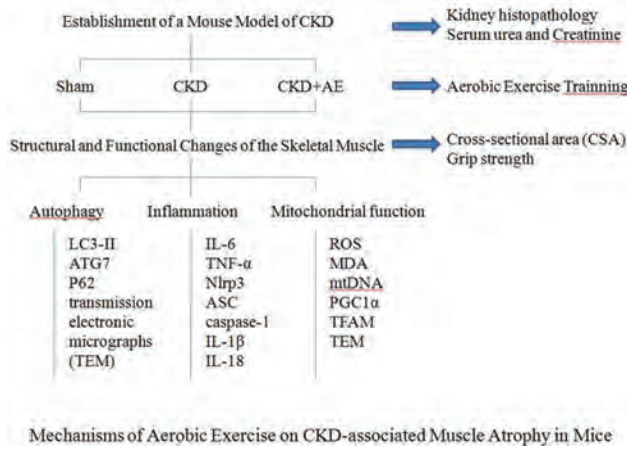 Establishment of a Mouse Model of CKD
Kidney histopathology
Serum urea and Creatinine
Sham
CKD
CKD+AE
Aerobic Exercise Trainning
Structural and Functional Changes of the Skeletal Muscle
Cross-sectional area (CSA)
Grip strength
Autophagy
LC3-II
ATG7
P62
transmission
electronic
micrographs
(TEM)
Inflammation
IL-6
TNF-α
Nlrp3
ASC
caspase-1
IL-1β
IL-18
Mitochondrial function
ROS
MDA
mtDNA
PGC1α
TFAM
TEM
Mechanisms of Aerobic Exercise on CKD-associated Muscle Atrophy in Mice